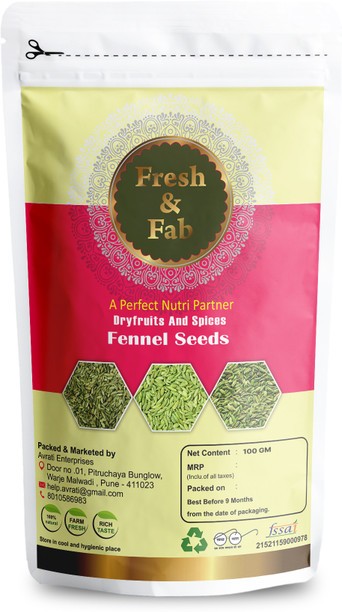 Fresh
&
Fab
A Perfect Nutri Partner
Dryfruits And Spices
Fennel Seeds
Packed & Marketed by
Avrati Enterprises
Door no .01, Pitruchaya Bunglow,
Warje Malwadi , Pune - 411023
help.avrati@gmail.com
8010586983
100%
natural
FARM
FRESH
RICH
TASTE
Store in cool and hygienic place
Net Content : 100 GM
MRP :
(Inclu.of all taxes)
Packed on :
Best Before 9 Months
from the date of packaging.
fssai
21521159000978